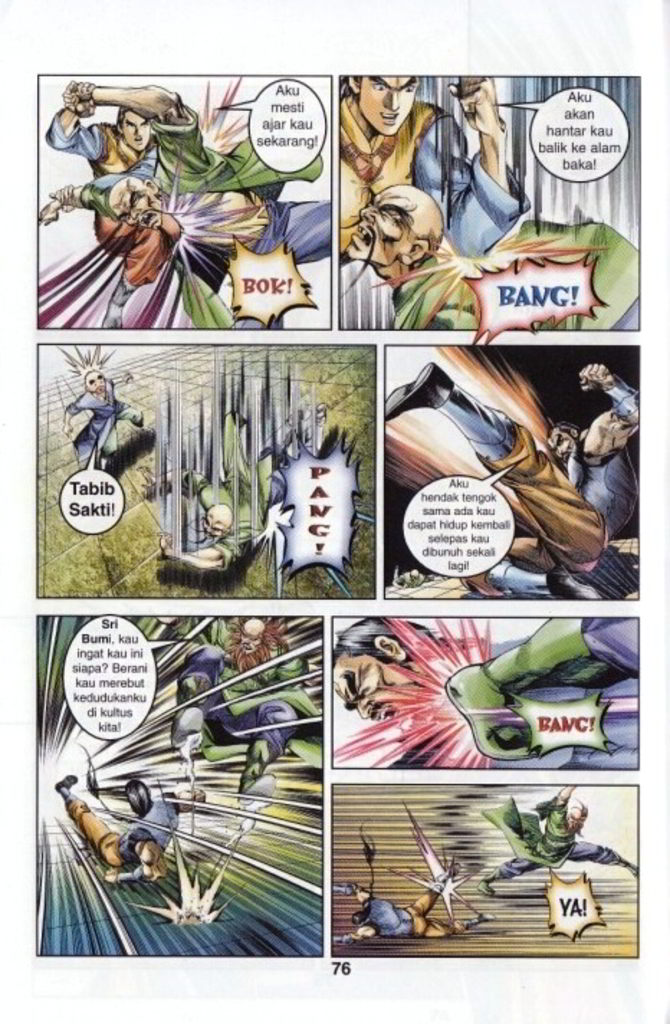 Aku
mesti
ajar kau
sekarang!
BOK!
Aku
akan
hantar kau
balik ke alam
baka!
BANG!
Tabib
Sakti!
PANG!
Aku
hendak tengok
sama ada kau
dapat hidup kembali
selepas kau
dibunuh sekali
lagi!
Sri
Bumi, kau
ingat kau ini
siapa? Berani
kau merebut
kedudukanku
di kultus
kita!
BANG!
YA!
76